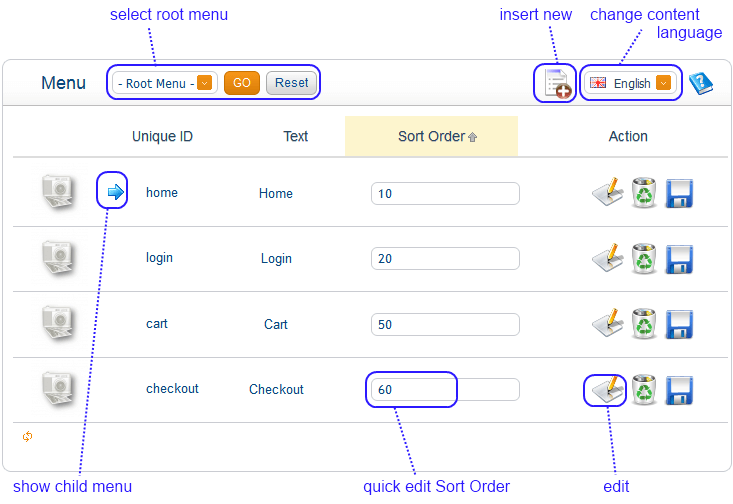 select root menu
insert new
change content
language
Menu
- Root Menu -
GO
Reset
English
Unique ID
Text
Sort Order
Action
home
Home
10
login
Login
20
cart
Cart
50
checkout
Checkout
60
show child menu
quick edit Sort Order
edit